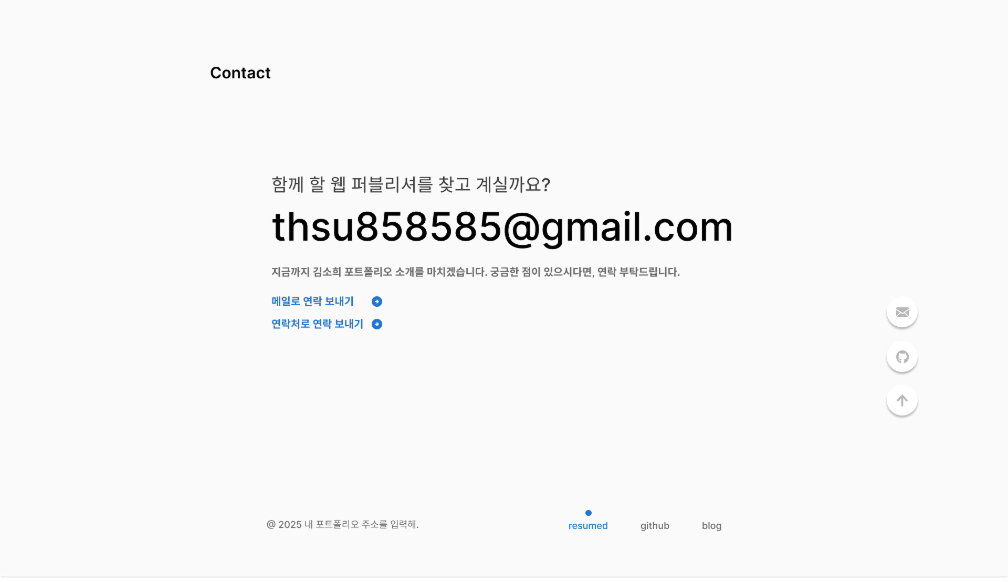 Contact
함께 할 웹 퍼블리셔를 찾고 계실까요?
thsu858585@gmail.com
지금까지 김소희 포트폴리오 소개를 마치겠습니다. 궁금한 점이 있으시다면, 연락 부탁드립니다.
메일로 연락 보내기
연락처로 연락 보내기
@ 2025 내 포트폴리오 주소를 입력해.
resumed github blog